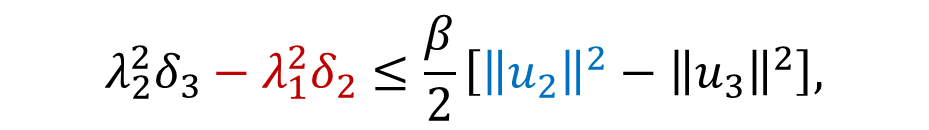 λ₂²δ₃ − λ₁²δ₂ ≤ β/2 [‖u₂‖² − ‖u₃‖²],